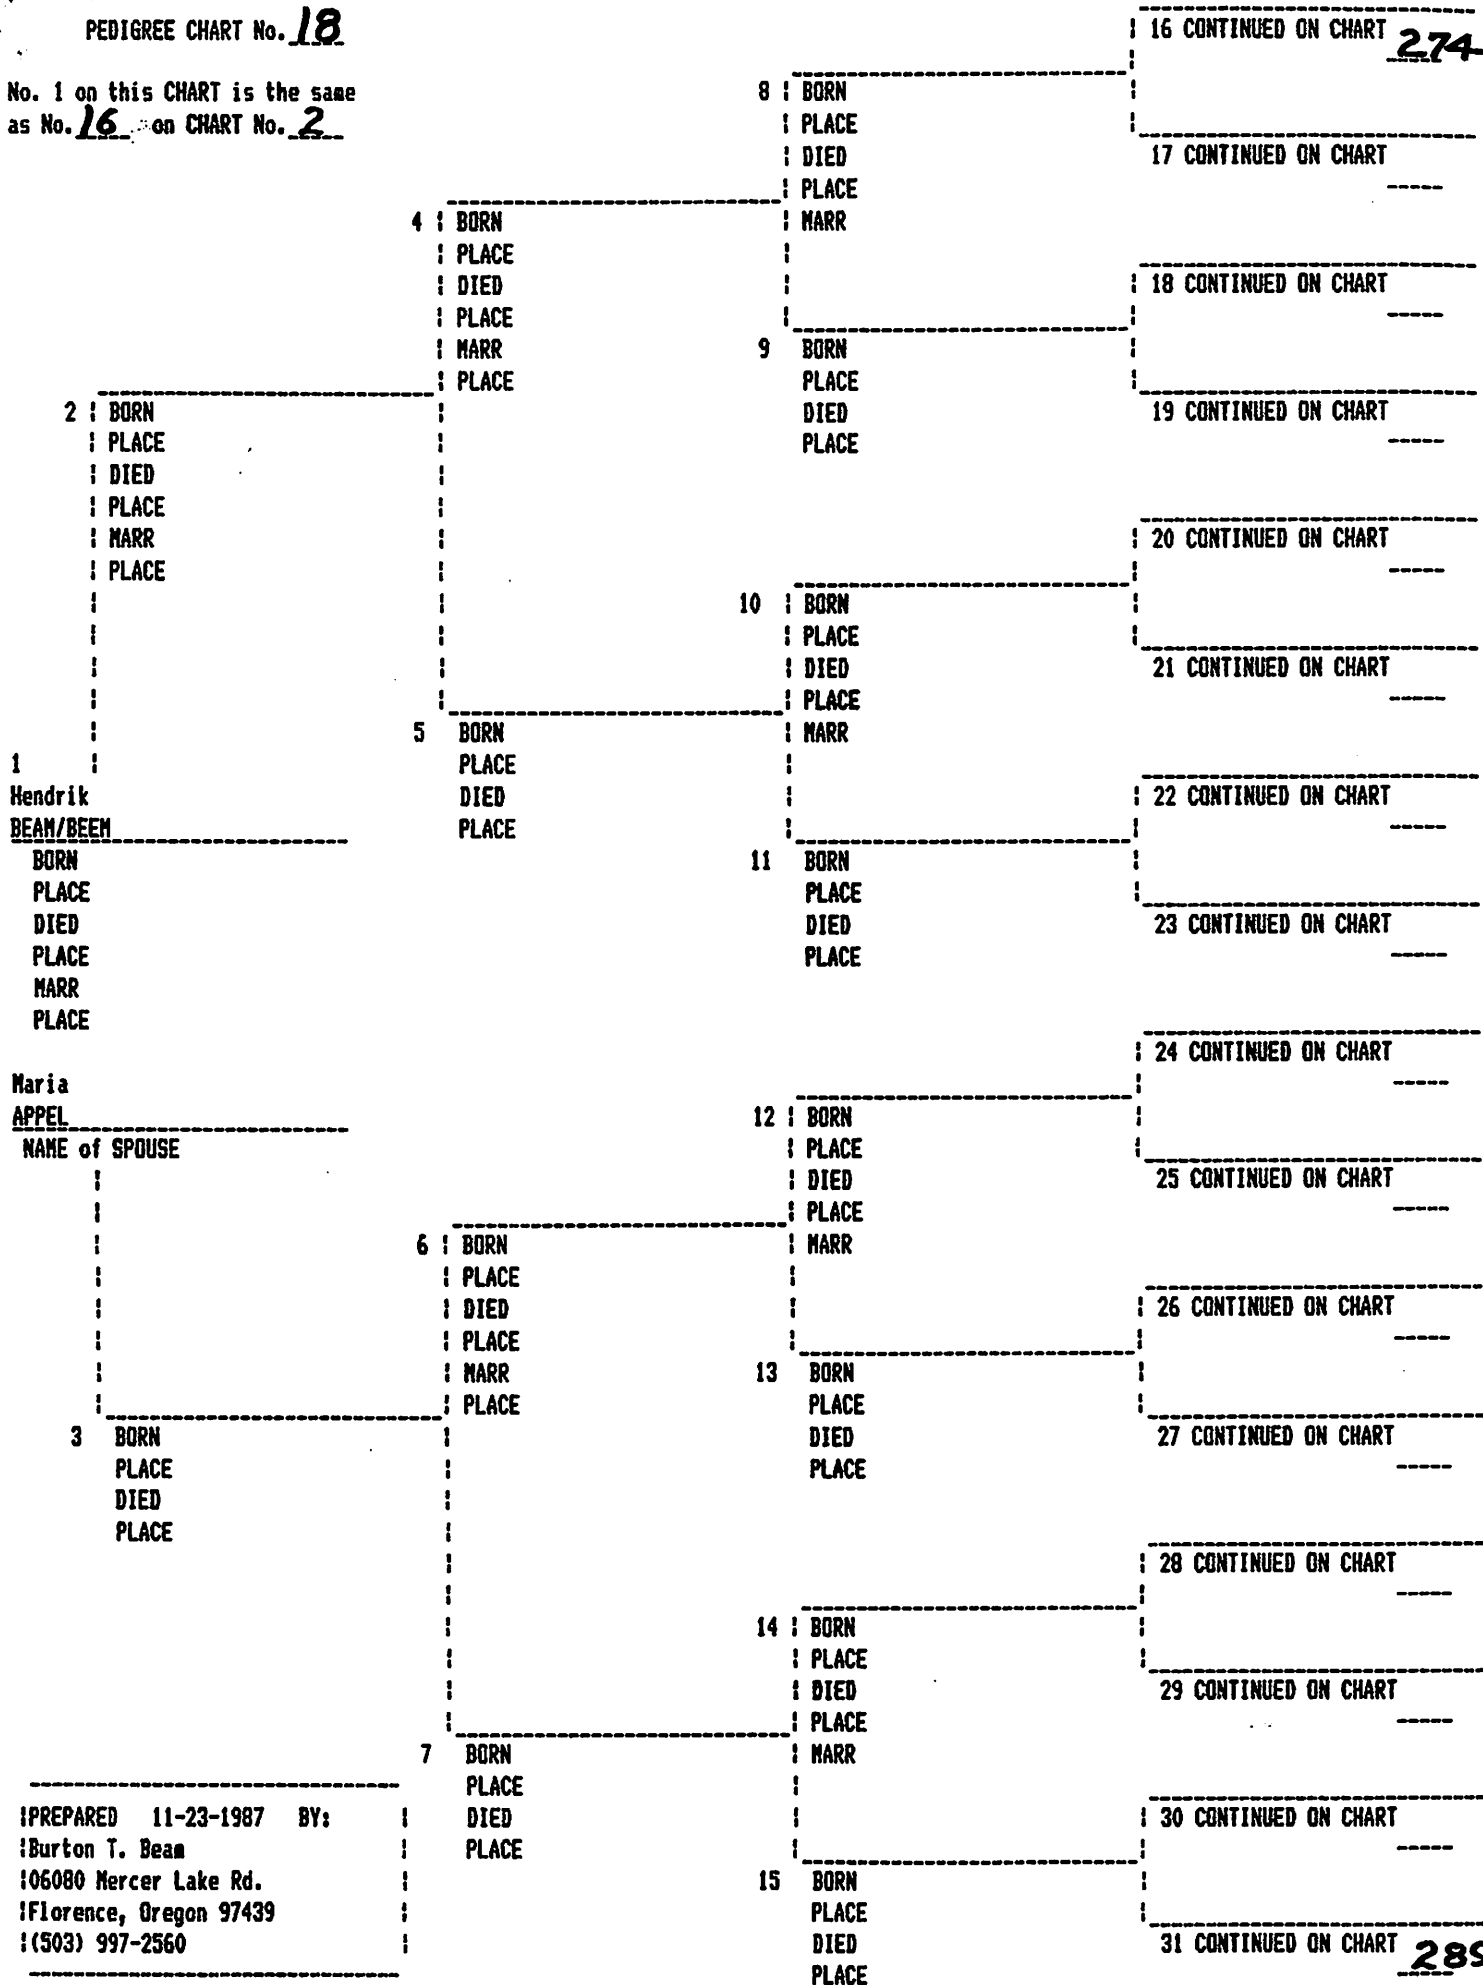 PEDIGREE CHART No. 18
No. 1 on this CHART is the same
as No. 16 on CHART No. 2
1
Hendrik
BEAM/BEEM
BORN
PLACE
DIED
PLACE
MARR
PLACE
Maria
APPEL
NAME of SPOUSE
2 BORN
PLACE
DIED
PLACE
MARR
PLACE
3 BORN
PLACE
DIED
PLACE
4 BORN
PLACE
DIED
PLACE
MARR
PLACE
5 BORN
PLACE
DIED
PLACE
6 BORN
PLACE
DIED
PLACE
MARR
PLACE
7 BORN
PLACE
DIED
PLACE
8 BORN
PLACE
DIED
PLACE
MARR
9 BORN
PLACE
DIED
PLACE
10 BORN
PLACE
DIED
PLACE
MARR
11 BORN
PLACE
DIED
PLACE
12 BORN
PLACE
DIED
PLACE
MARR
13 BORN
PLACE
DIED
PLACE
14 BORN
PLACE
DIED
PLACE
MARR
15 BORN
PLACE
DIED
PLACE
16 CONTINUED ON CHART 274
17 CONTINUED ON CHART
18 CONTINUED ON CHART
19 CONTINUED ON CHART
20 CONTINUED ON CHART
21 CONTINUED ON CHART
22 CONTINUED ON CHART
23 CONTINUED ON CHART
24 CONTINUED ON CHART
25 CONTINUED ON CHART
26 CONTINUED ON CHART
27 CONTINUED ON CHART
28 CONTINUED ON CHART
29 CONTINUED ON CHART
30 CONTINUED ON CHART
31 CONTINUED ON CHART 289
PREPARED 11-23-1987 BY:
Burton T. Beam
06080 Mercer Lake Rd.
Florence, Oregon 97439
(503) 997-2560